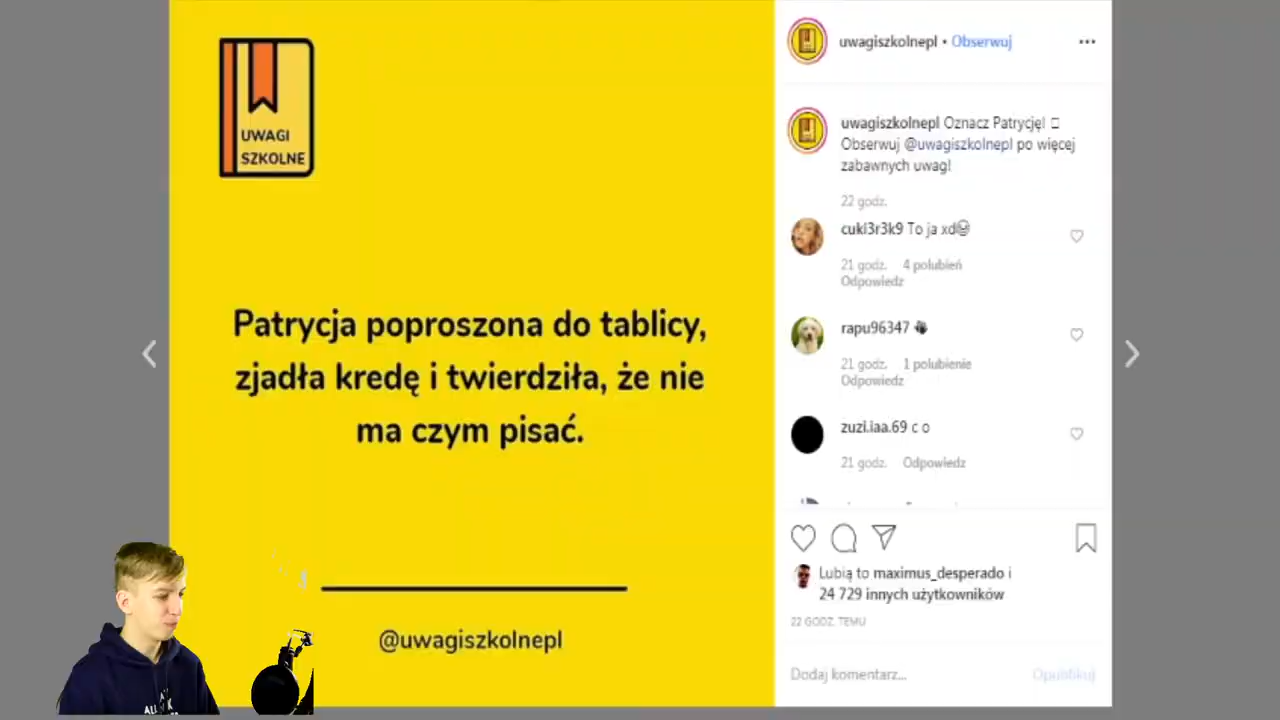 UWAGI
SZKOLNE
Patrycja poproszona do tablicy,
zjadła kredę i twierdziła, że nie
ma czym pisać.
@uwagiszkolnepl
uwagiszkolnepl • Obserwuj
uwagiszkolnepl Oznacz Patrycję!
Obserwuj @uwagiszkolnepl po więcej
zabawnych uwag!
22 godz.
cuki3r3k9 To ja xd
21 godz. 4 polubień
Odpowiedz
rapu96347
21 godz. 1 polubienie
Odpowiedz
zuzi.iaa.69 c o
21 godz. Odpowiedz
Lubią to maximus_desperado i
24 729 innych użytkowników
22 GODZ. TEMU
Dodaj komentarz...
Opublikuj